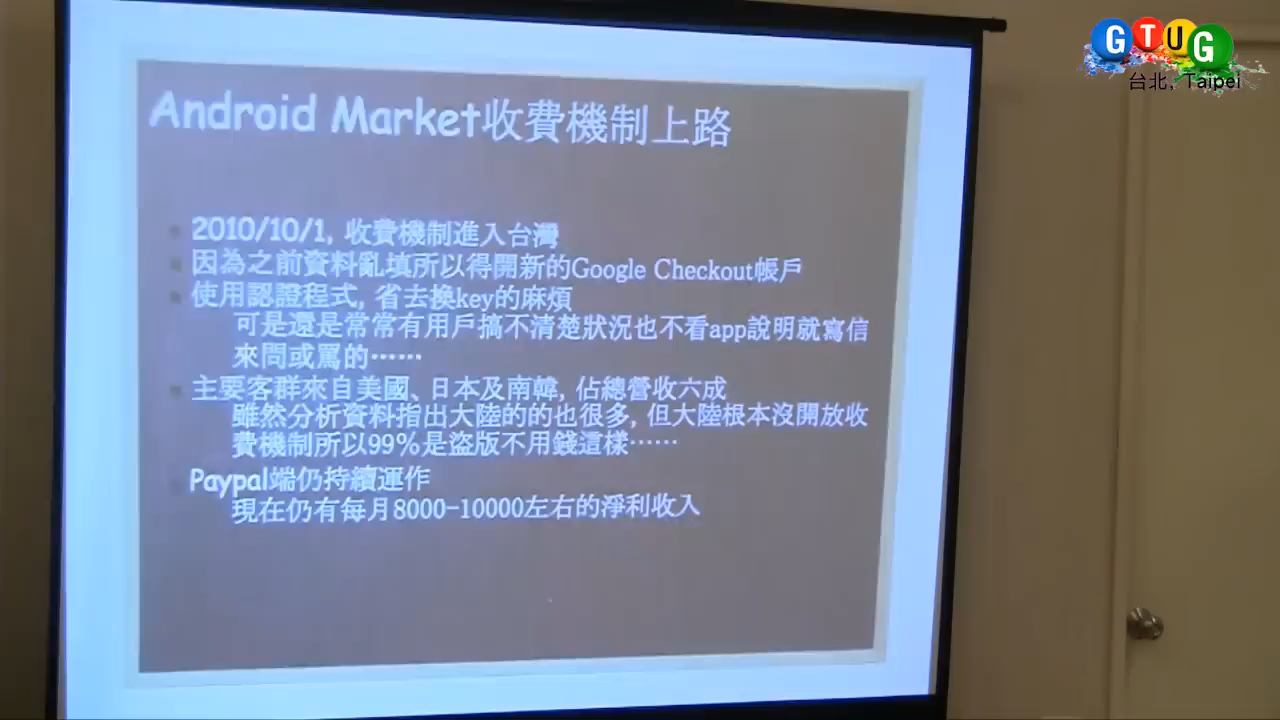 GTUG
台北, Taipei
Android Market收費機制上路
2010/10/1, 收費機制進入台灣
因為之前資料亂填所以得開新的Google Checkout帳戶
使用認證程式, 省去換key的麻煩
可是還是常常有用戶搞不清楚狀況也不看app說明就寫信
來問或罵的……
主要客群來自美國、日本及南韓, 佔總營收六成
雖然分析資料指出大陸的的也很多, 但大陸根本沒開放收
費機制所以99%是盜版不用錢這樣……
Paypal端仍持續運作
現在仍有每月8000-10000左右的淨利收入